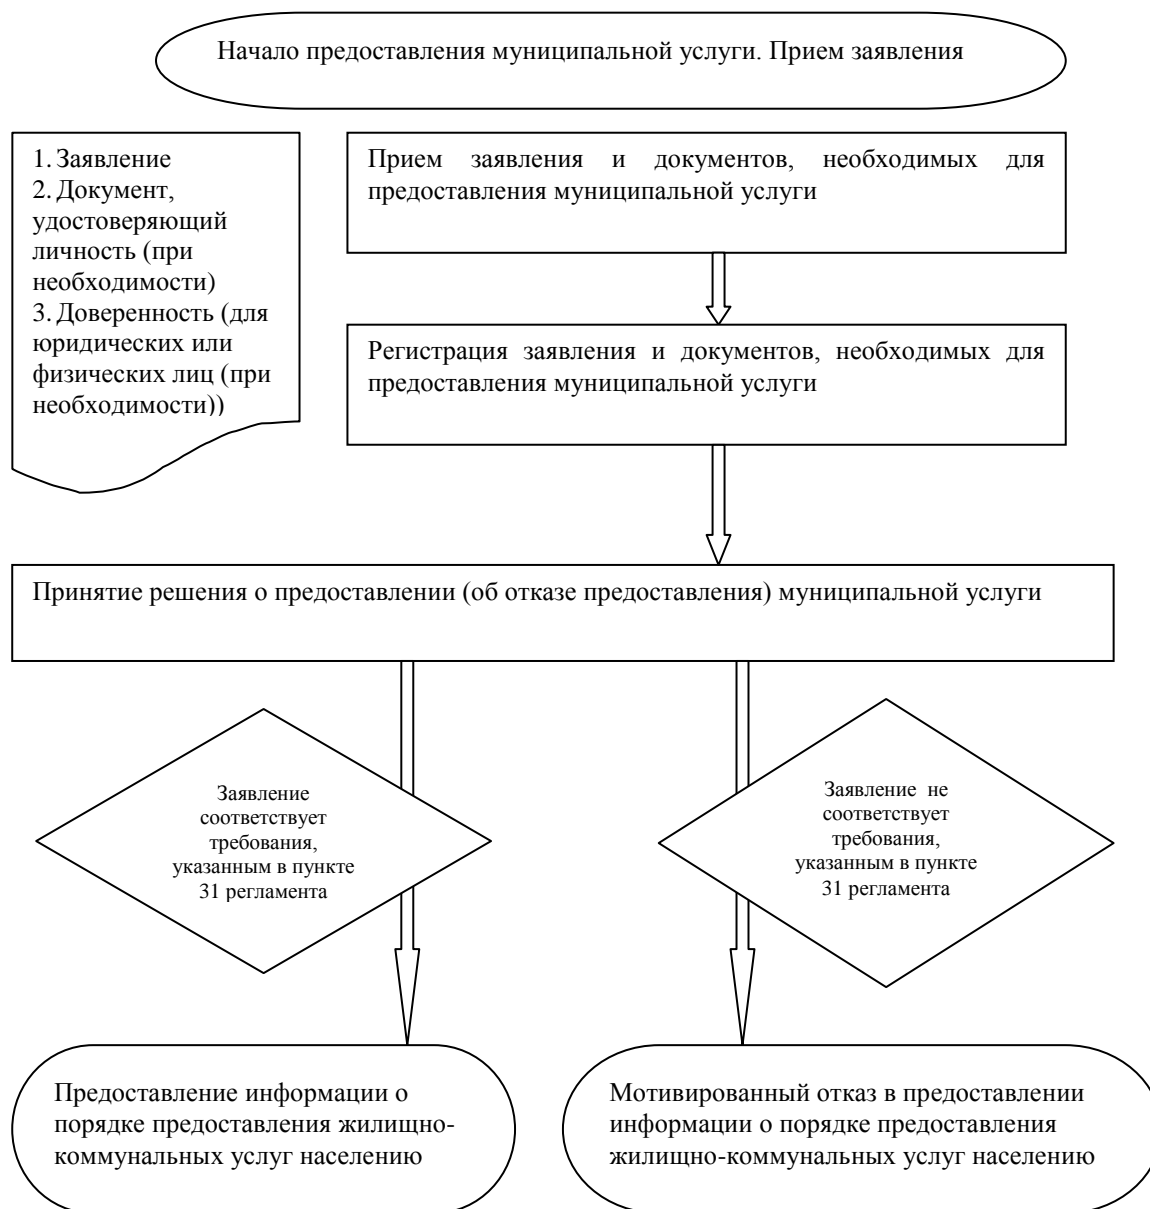 Начало предоставления муниципальной услуги. Прием заявления
1. Заявление
2. Документ,
удостоверяющий
личность (при
необходимости)
3. Доверенность (для
юридических или
физических лиц (при
необходимости))
Прием заявления и документов, необходимых для
предоставления муниципальной услуги
Регистрация заявления и документов, необходимых для
предоставления муниципальной услуги
Принятие решения о предоставлении (об отказе предоставления) муниципальной услуги
Заявление
соответствует
требования,
указанным в пункте
31 регламента
Заявление не
соответствует
требования,
указанным в пункте
31 регламента
Предоставление информации о
порядке предоставления жилищно-
коммунальных услуг населению
Мотивированный отказ в предоставлении
информации о порядке предоставления
жилищно-коммунальных услуг населению